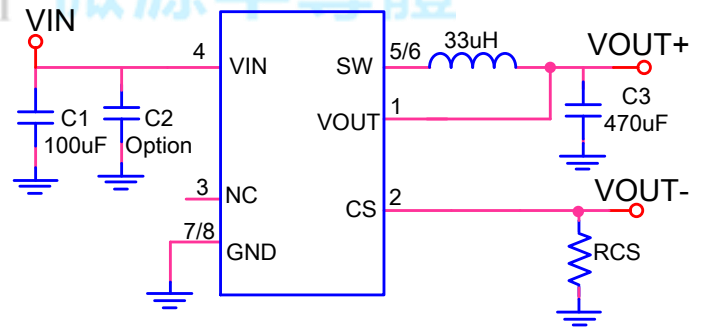 VIN
4
VIN
C1
100uF
C2
Option
3
NC
7/8
GND
SW
5/6
33uH
VOUT+
VOUT
1
C3
470uF
CS
2
VOUT-
RCS